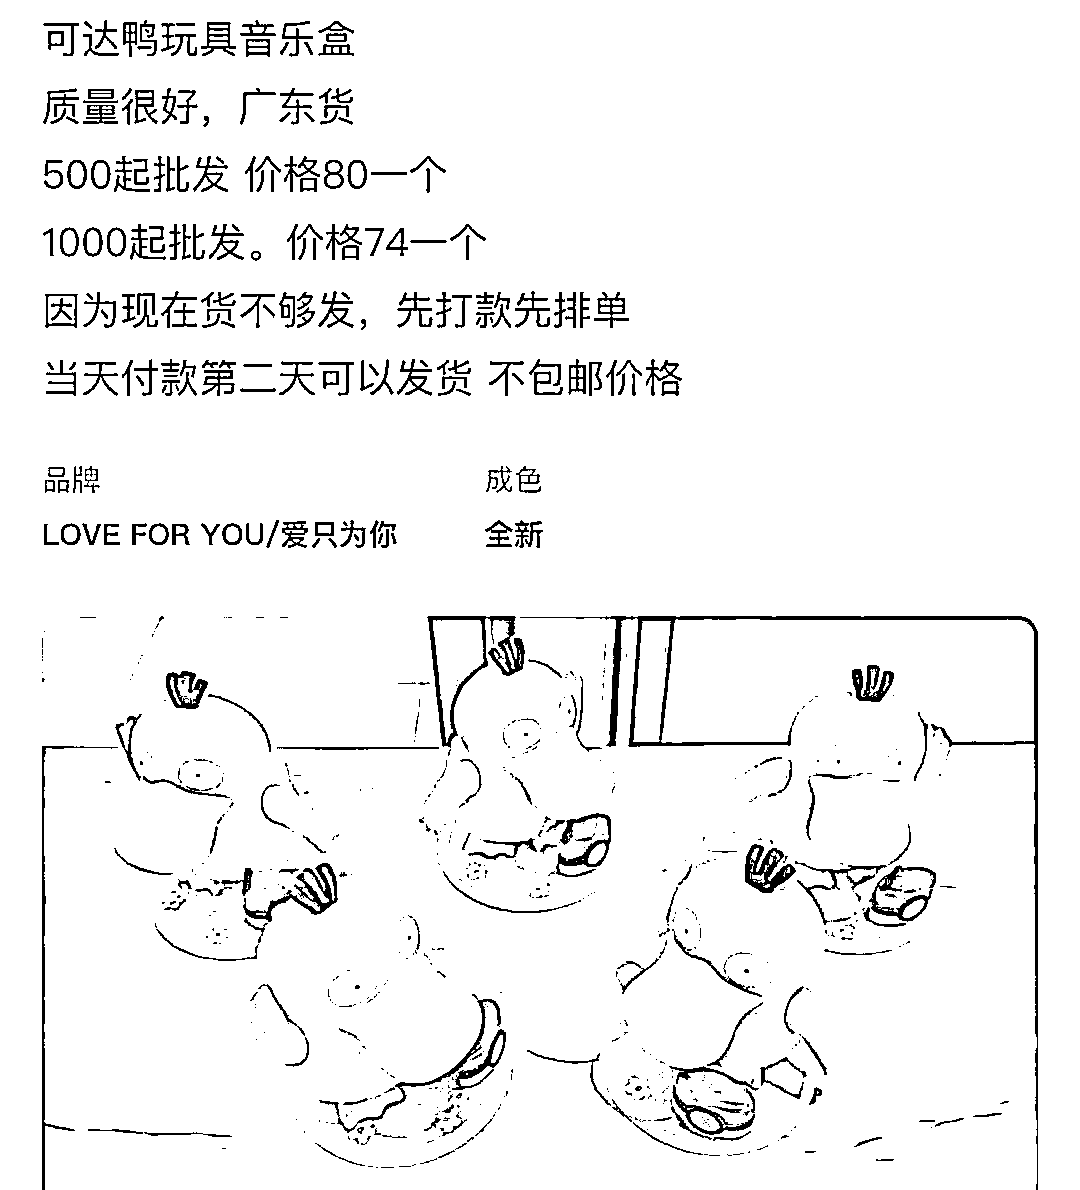 可达鸭玩具音乐盒
质量很好，广东货
500起批发 价格80一个
1000起批发。价格74一个
因为现在货不够发，先打款先排单
当天付款第二天可以发货 不包邮价格
品牌 成色
LOVE FOR YOU/爱只为你 全新